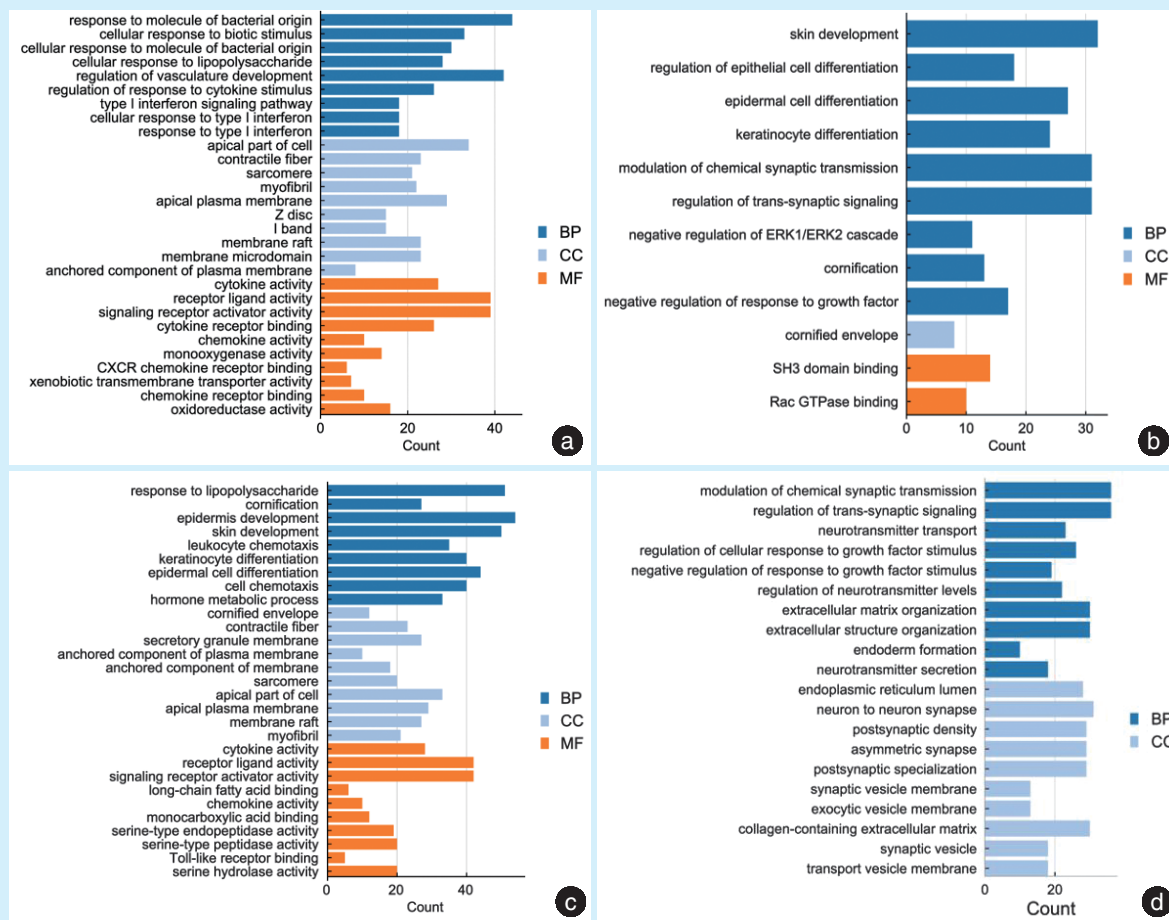 response to molecule of bacterial origin
cellular response to biotic stimulus
cellular response to molecule of bacterial origin
cellular response to lipopolysaccharide
regulation of vasculature development
regulation of response to cytokine stimulus
type I interferon signaling pathway
cellular response to type I interferon
response to type I interferon
apical part of cell
contractile fiber
sarcomere
myofibril
apical plasma membrane
Z disc
I band
membrane raft
membrane microdomain
anchored component of plasma membrane
cytokine activity
receptor ligand activity
signaling receptor activator activity
cytokine receptor binding
chemokine activity
monooxygenase activity
CXCR chemokine receptor binding
xenobiotic transmembrane transporter activity
chemokine receptor binding
oxidoreductase activity
0 20 40
Count
BP
CC
MF
a
skin development
regulation of epithelial cell differentiation
epidermal cell differentiation
keratinocyte differentiation
modulation of chemical synaptic transmission
regulation of trans-synaptic signaling
negative regulation of ERK1/ERK2 cascade
cornification
negative regulation of response to growth factor
cornified envelope
SH3 domain binding
Rac GTPase binding
0 10 20 30
Count
BP
CC
MF
b
response to lipopolysaccharide
cornification
epidermis development
skin development
leukocyte chemotaxis
keratinocyte differentiation
epidermal cell differentiation
cell chemotaxis
hormone metabolic process
cornified envelope
contractile fiber
secretory granule membrane
anchored component of plasma membrane
anchored component of membrane
sarcomere
apical part of cell
apical plasma membrane
membrane raft
myofibril
cytokine activity
receptor ligand activity
signaling receptor activator activity
long-chain fatty acid binding
chemokine activity
monocarboxylic acid binding
serine-type endopeptidase activity
serine-type peptidase activity
Toll-like receptor binding
serine hydrolase activity
0 20 40
Count
BP
CC
MF
c
modulation of chemical synaptic transmission
regulation of trans-synaptic signaling
neurotransmitter transport
regulation of cellular response to growth factor stimulus
negative regulation of response to growth factor stimulus
regulation of neurotransmitter levels
extracellular matrix organization
extracellular structure organization
endoderm formation
neurotransmitter secretion
endoplasmic reticulum lumen
neuron to neuron synapse
postsynaptic density
asymmetric synapse
postsynaptic specialization
synaptic vesicle membrane
exocytic vesicle membrane
collagen-containing extracellular matrix
synaptic vesicle
transport vesicle membrane
0 20
Count
BP
CC
d